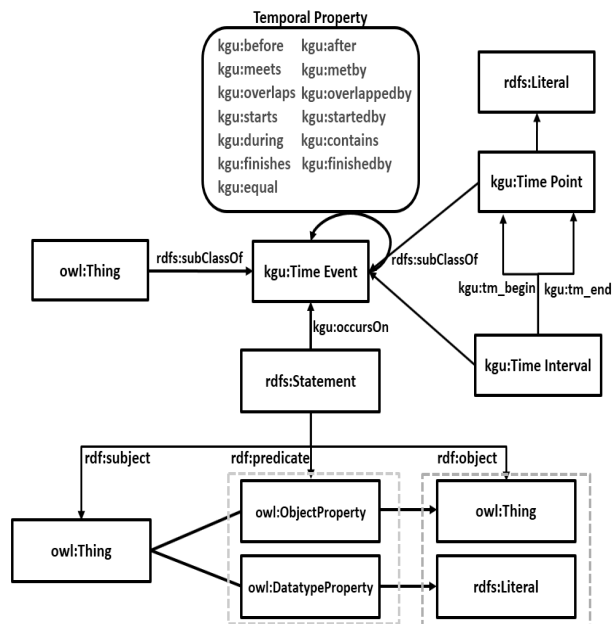 Temporal Property
kgu:before kgu:after
kgu:meets kgu:metby
kgu:overlaps kgu:overlappedby
kgu:starts kgu:startedby
kgu:during kgu:contains
kgu:finishes kgu:finishedby
kgu:equal
rdfs:Literal
kgu:Time Point
owl:Thing
rdfs:subClassOf
kgu:Time Event
rdfs:subClassOf
kgu:tm_begin
kgu:tm_end
kgu:occursOn
kgu:Time Interval
rdfs:Statement
rdf:subject
rdf:predicate
rdf:object
owl:Thing
owl:ObjectProperty
owl:Thing
owl:DatatypeProperty
rdfs:Literal